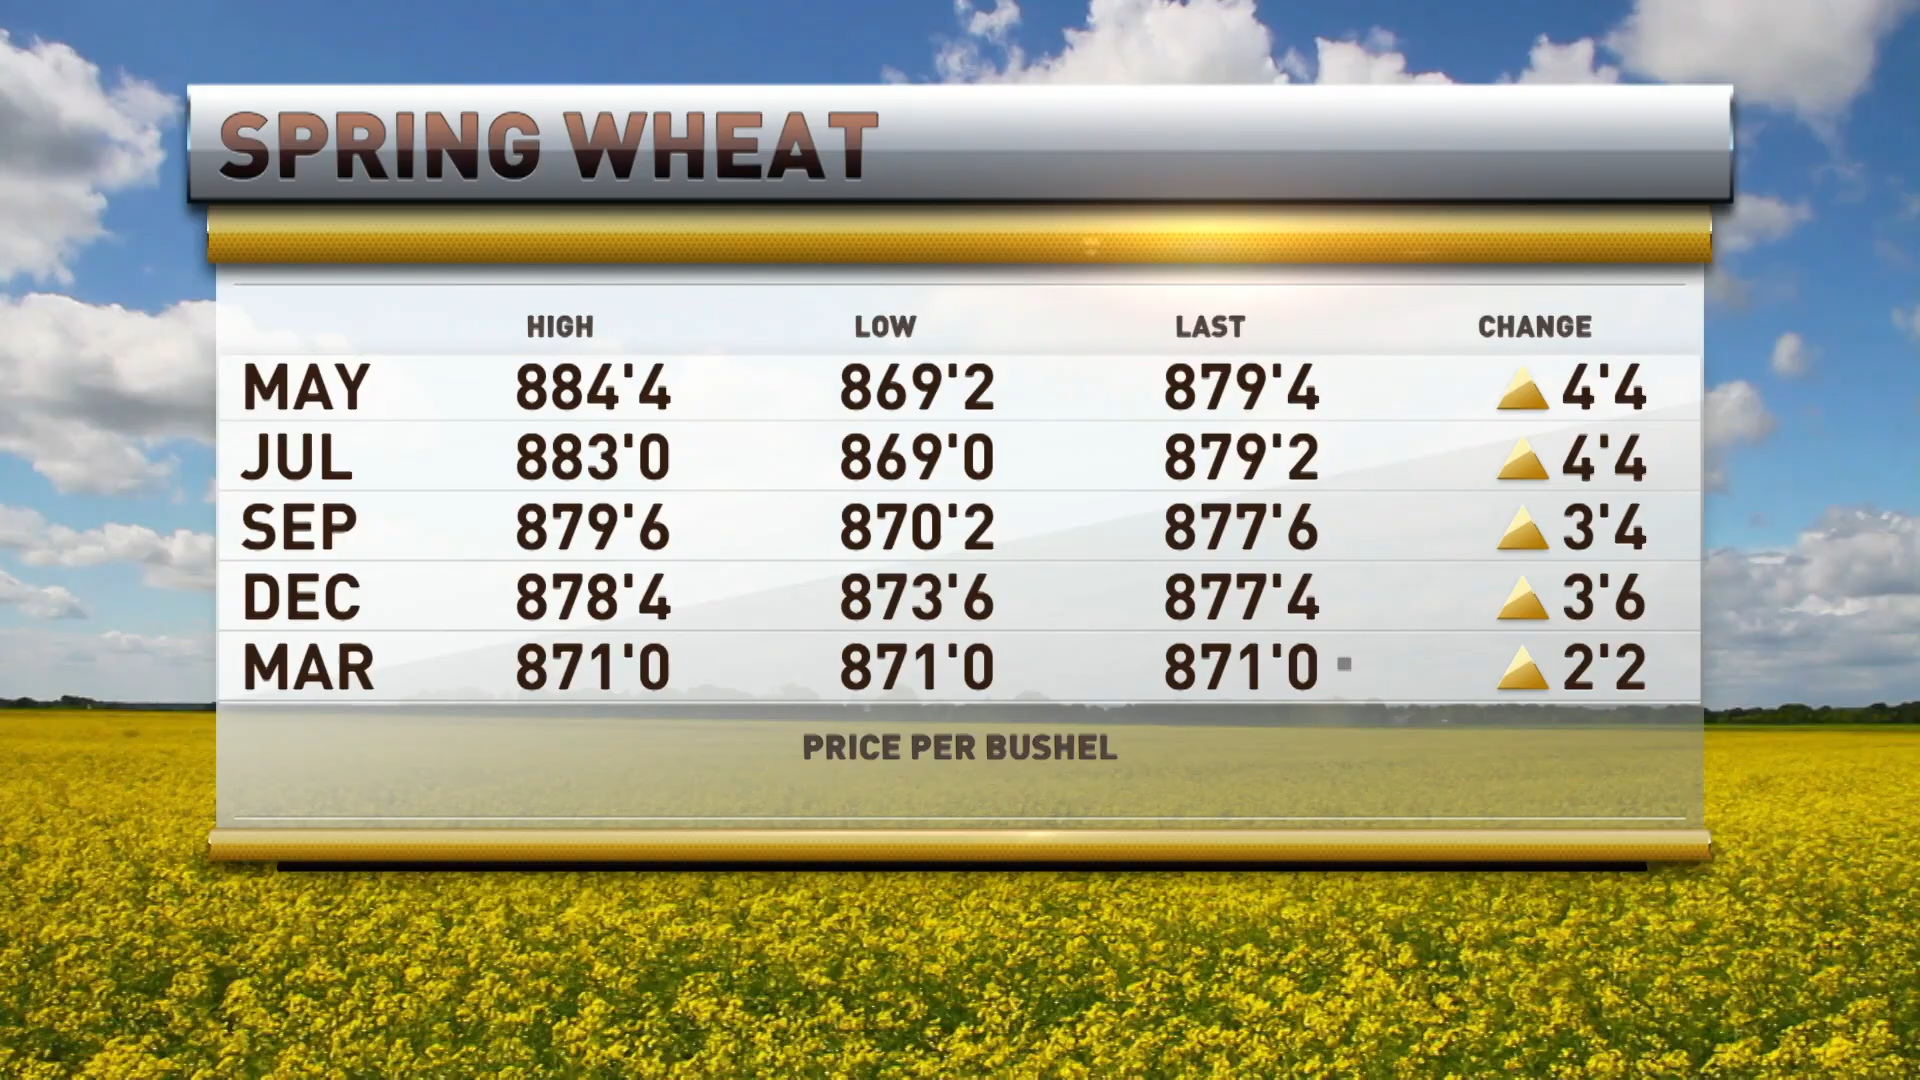 SPRING WHEAT
HIGH LOW LAST CHANGE
MAY 884'4 869'2 879'4 4'4
JUL 883'0 869'0 879'2 4'4
SEP 879'6 870'2 877'6 3'4
DEC 878'4 873'6 877'4 3'6
MAR 871'0 871'0 871'0 2'2
PRICE PER BUSHEL